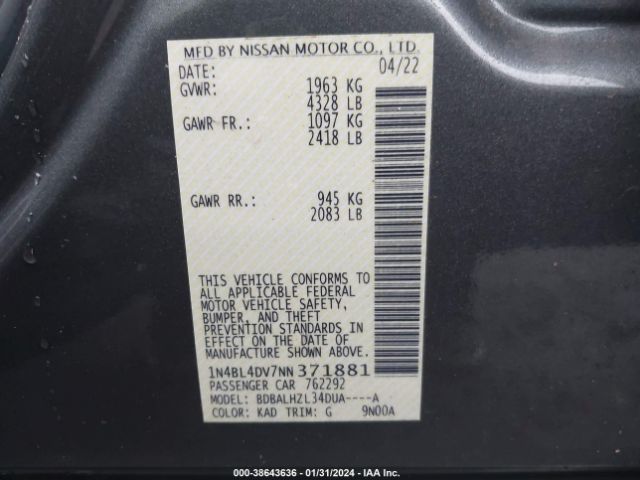 MFD BY NISSAN MOTOR CO., LTD.
DATE: 04/22
GVWR: 1963 KG
4328 LB
GAWR FR.: 1097 KG
2418 LB
GAWR RR.: 945 KG
2083 LB
THIS VEHICLE CONFORMS TO
ALL APPLICABLE FEDERAL
MOTOR VEHICLE SAFETY,
BUMPER, AND THEFT
PREVENTION STANDARDS IN
EFFECT ON THE DATE OF
MANUFACTURE SHOWN ABOVE.
1N4BL4DV7NN371881
PASSENGER CAR 762292
MODEL: BDBALHZL34DUA----A
COLOR: KAD TRIM: G 9N00A
000-38643636 - 01/31/2024 - IAA Inc.